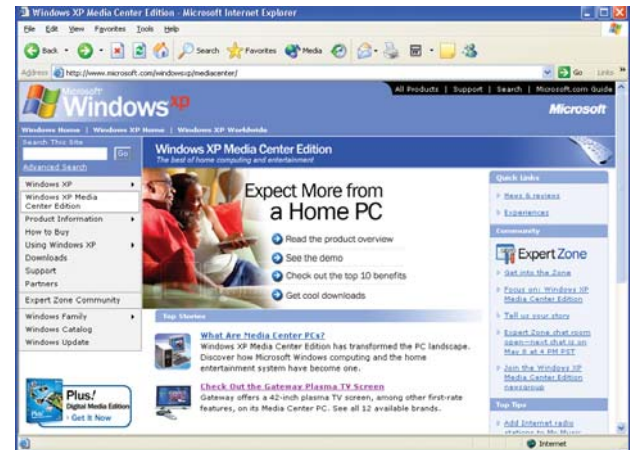 Windows XP Media Center Edition - Microsoft Internet Explorer
File Edit View Favorites Tools Help
Back Search Favorites Media
Address http://www.microsoft.com/windowsxp/mediacenter/ Go Links
All Products | Support | Search | Microsoft.com Guide
Microsoft
Windows xp
Microsoft
Windows Home | Windows XP Home | Windows XP Worldwide
Search This Site
Go
Advanced Search
Windows XP
Windows XP Media
Center Edition
Product Information
How to Buy
Using Windows XP
Downloads
Support
Partners
Expert Zone Community
Windows Family
Windows Catalog
Windows Update
Plus!
Digital Media Edition
Get It Now
Windows XP Media Center Edition
The best of home computing and entertainment
Expect More from
a Home PC
Read the product overview
See the demo
Check out the top 10 benefits
Get cool downloads
Top Stories
What Are Media Center PCs?
Windows XP Media Center Edition has transformed the PC landscape.
Discover how Microsoft Windows computing and the home
entertainment system have become one.
Check Out the Gateway Plasma TV Screen
Gateway offers a 42-inch plasma TV screen, among other first-rate
features, on its Media Center PC. See all 12 available brands.
Quick Links
News & reviews
Experiences
Community
Expert Zone
Get into the Zone
Focus on: Windows XP
Media Center Edition
Tell us your story
Expert Zone chat room
open—next chat is on
May 8 at 4 PM PST
Join the Windows XP
Media Center Edition
newsgroup
Top Tips
Add Internet radio
stations to My Music
Internet